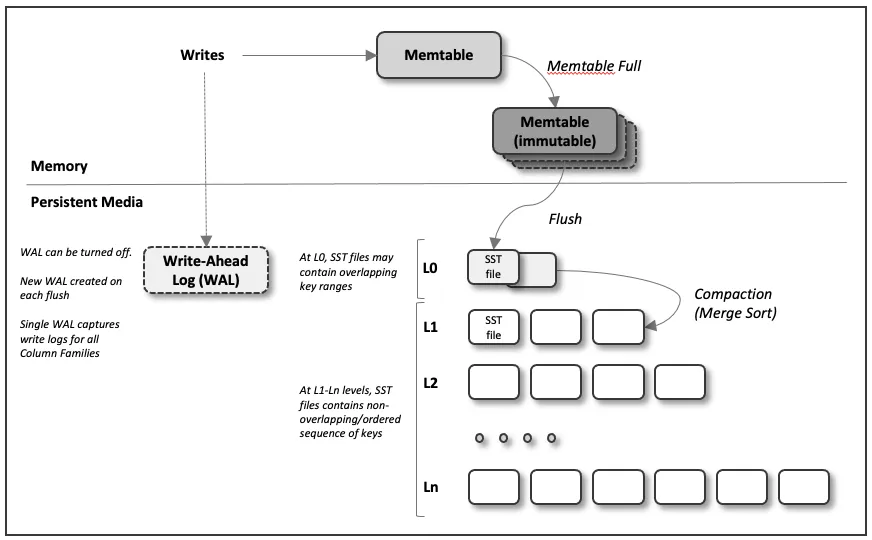 Writes
Memtable
Memtable Full
Memtable
(immutable)
Memory
Persistent Media
Flush
WAL can be turned off.
New WAL created on
each flush
Single WAL captures
write logs for all
Column Families
Write-Ahead
Log (WAL)
At L0, SST files may
contain overlapping
key ranges
L0
SST
file
Compaction
(Merge Sort)
L1
SST
file
At L1-Ln levels, SST
files contains non-
overlapping/ordered
sequence of keys
L2
Ln